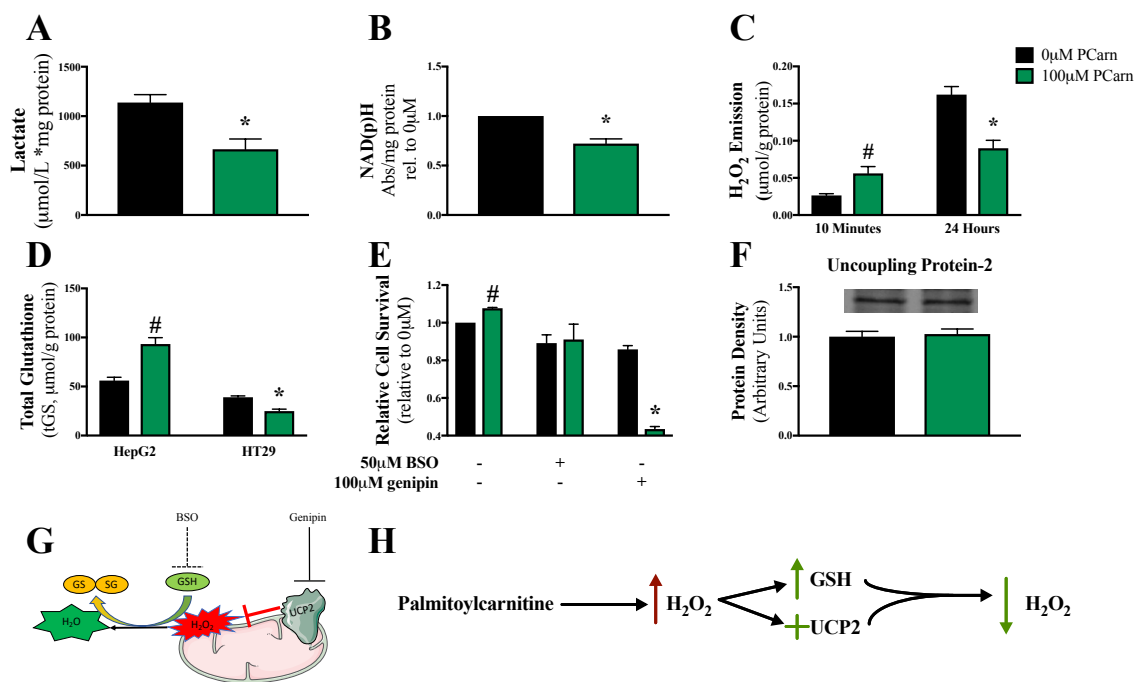 A
Lactate
(μmol/L *mg protein)
1500
1000
500
0
*
B
NAD(p)H
Abs/mg protein
rel. to 0μM
1.5
1.0
0.5
0.0
*
C
H₂O₂ Emission
(μmol/g protein)
0.20
0.15
0.10
0.05
0.00
#
*
10 Minutes
24 Hours
0μM PCarn
100μM PCarn
D
Total Glutathione
(tGS, μmol/g protein)
150
100
50
0
#
*
HepG2
HT29
E
Relative Cell Survival
(relative to 0μM)
1.2
1.0
0.8
0.6
0.4
#
*
50μM BSO - + -
100μM genipin - - +
F
Uncoupling Protein-2
Protein Density
(Arbitrary Units)
1.5
1.0
0.5
0.0
G
BSO
Genipin
GS SG
GSH
UCP2
H₂O
H₂O₂
H
Palmitoylcarnitine
H₂O₂
GSH
UCP2
H₂O₂